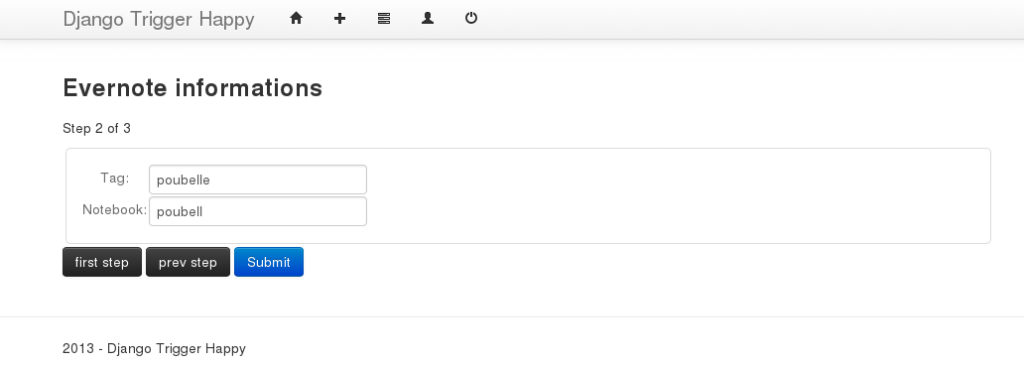 Django Trigger Happy
Evernote informations
Step 2 of 3
Tag: poubelle
Notebook: poubell
first step prev step Submit
2013 - Django Trigger Happy